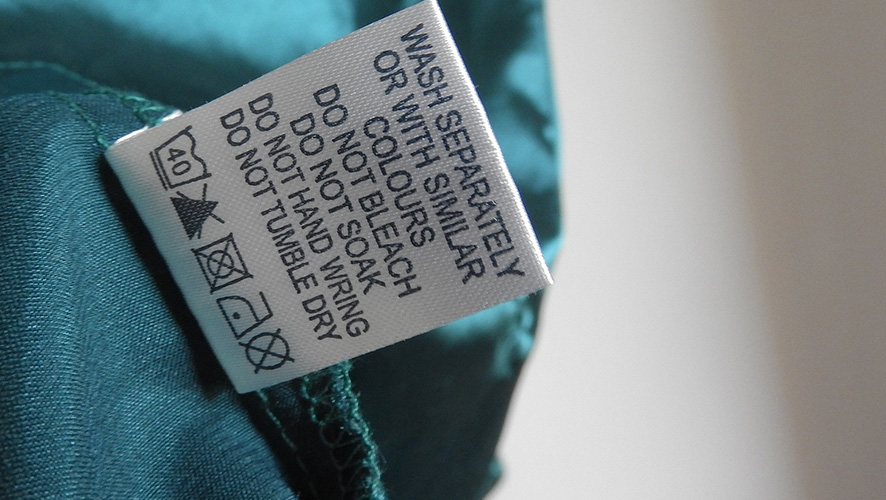 WASH SEPARATELY
OR WITH SIMILAR
COLOURS
DO NOT BLEACH
DO NOT SOAK
DO NOT HAND WRING
DO NOT TUMBLE DRY
40